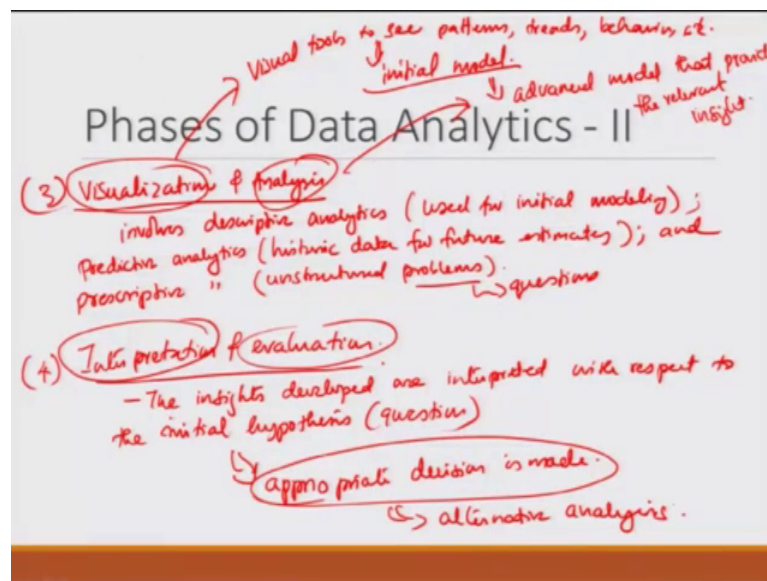 visual tools to see patterns, trends, behaviors etc.
↳ initial model.
↳ advanced model that provid
the relevant
insight.
Phases of Data Analytics - II
(3) Visualization & Analysis
involves descriptive analytics (used for initial modeling);
Predictive analytics (historic data for future estimates); and
prescriptive " (unstructured problems).
↳ questions
(4) Interpretation & evaluation.
- The insights developed are interpreted with respect to
the initial hypothesis (question)
↳ appropriate decision is made.
↳ alternative analysis.